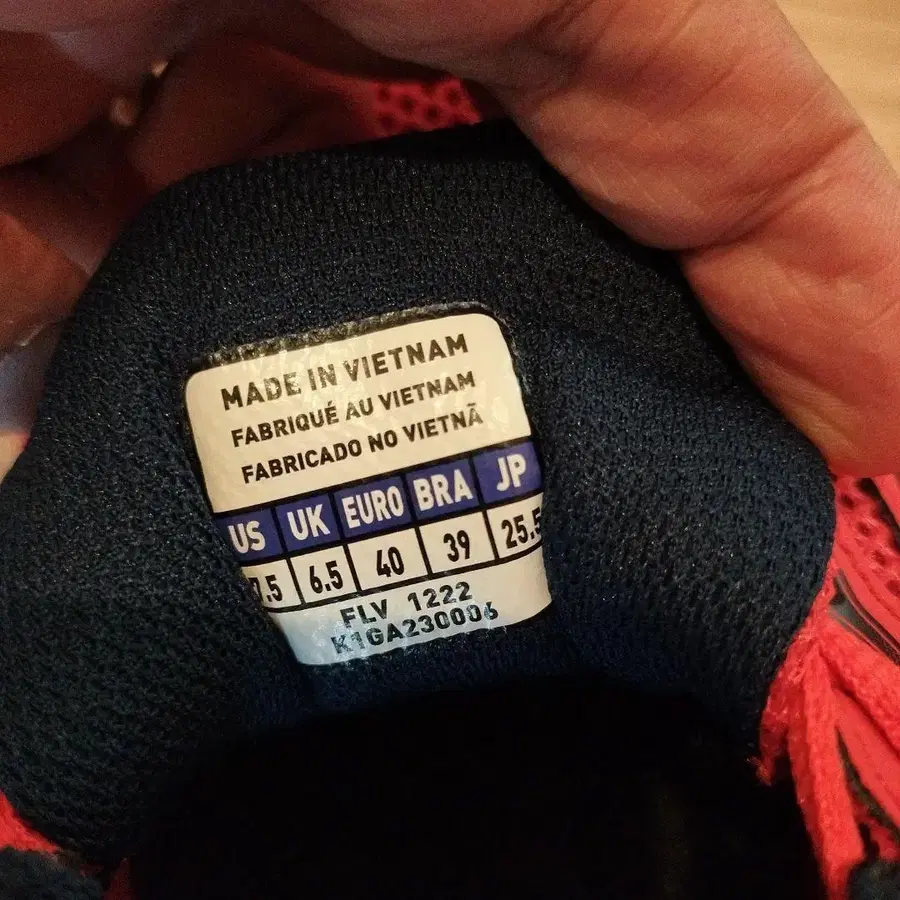 MADE IN VIETNAM
FABRIQUÉ AU VIETNAM
FABRICADO NO VIETNÃ
US UK EURO BRA JP
7.5 6.5 40 39 25.5
FLV 1222
K1GA230006